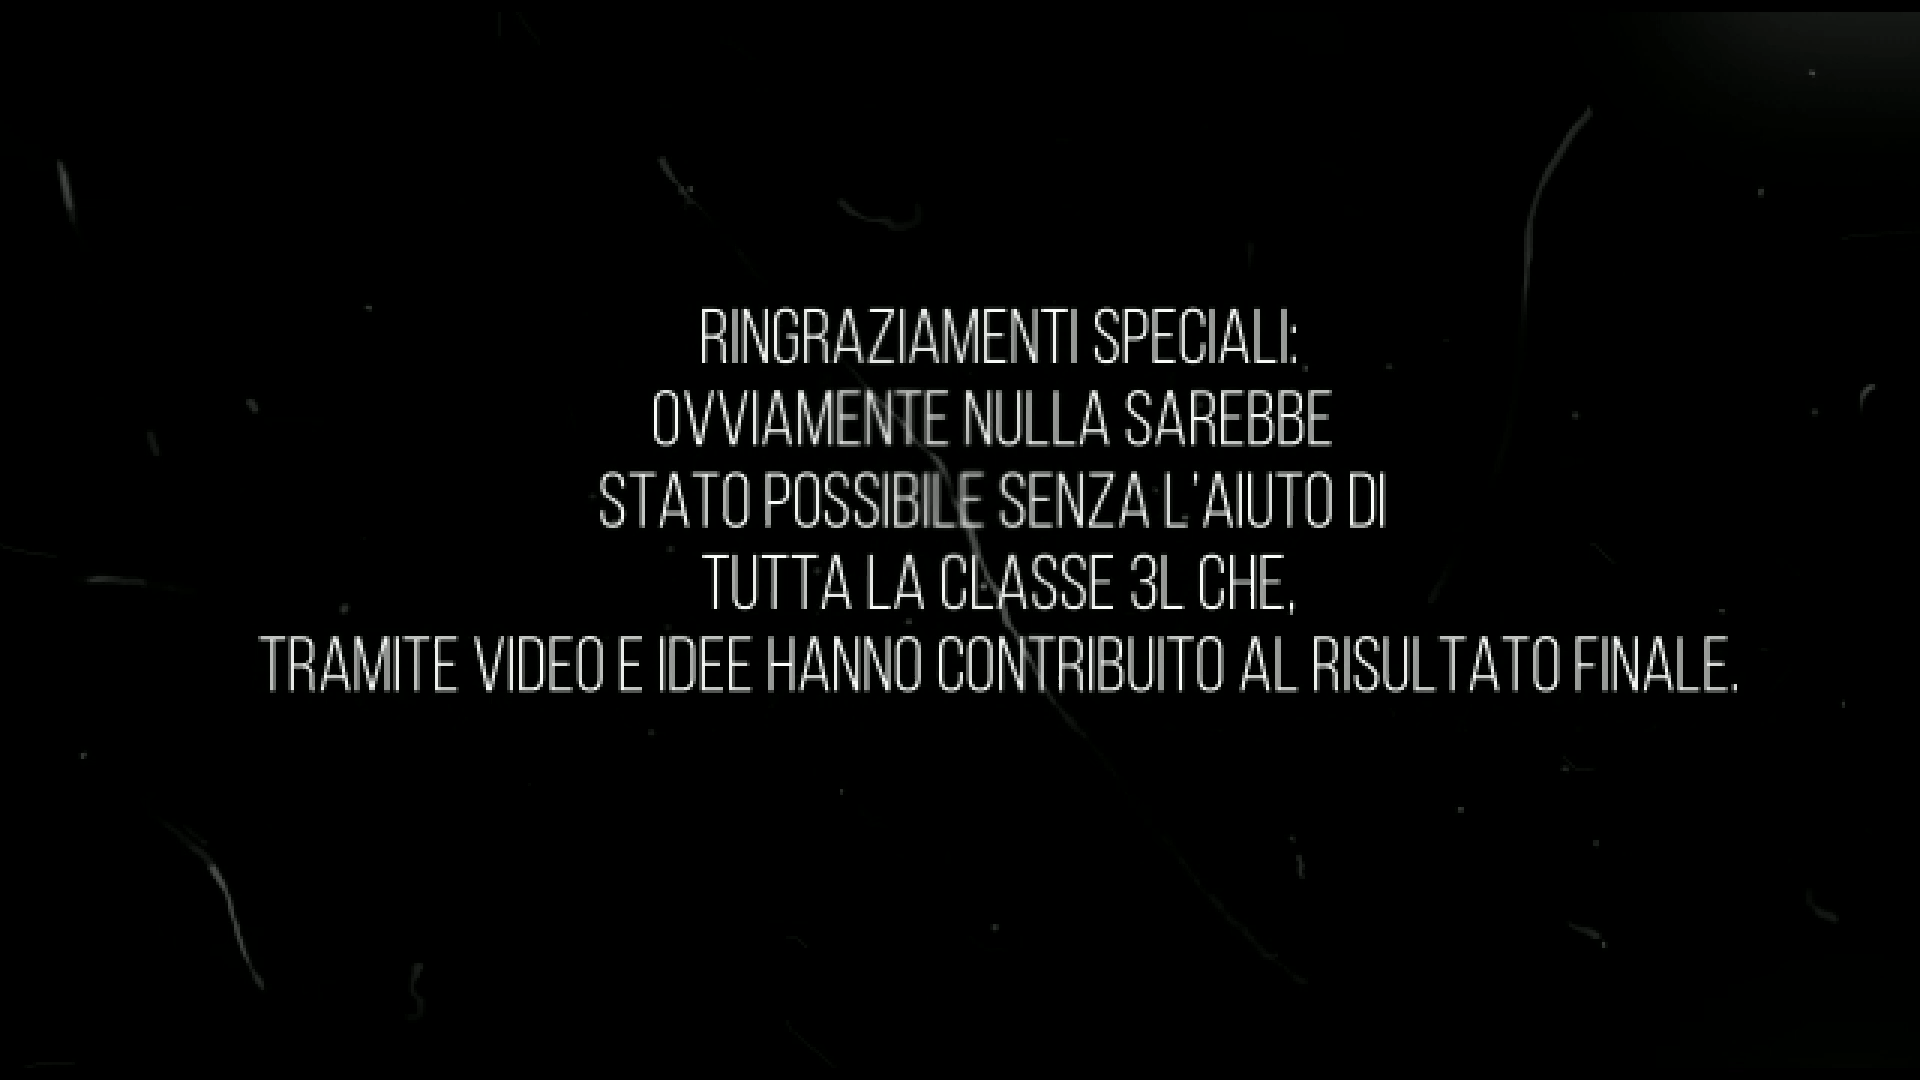 RINGRAZIAMENTI SPECIALI:
OVVIAMENTE NULLA SAREBBE
STATO POSSIBILE SENZA L'AIUTO DI
TUTTA LA CLASSE 3L CHE,
TRAMITE VIDEO E IDEE HANNO CONTRIBUITO AL RISULTATO FINALE.